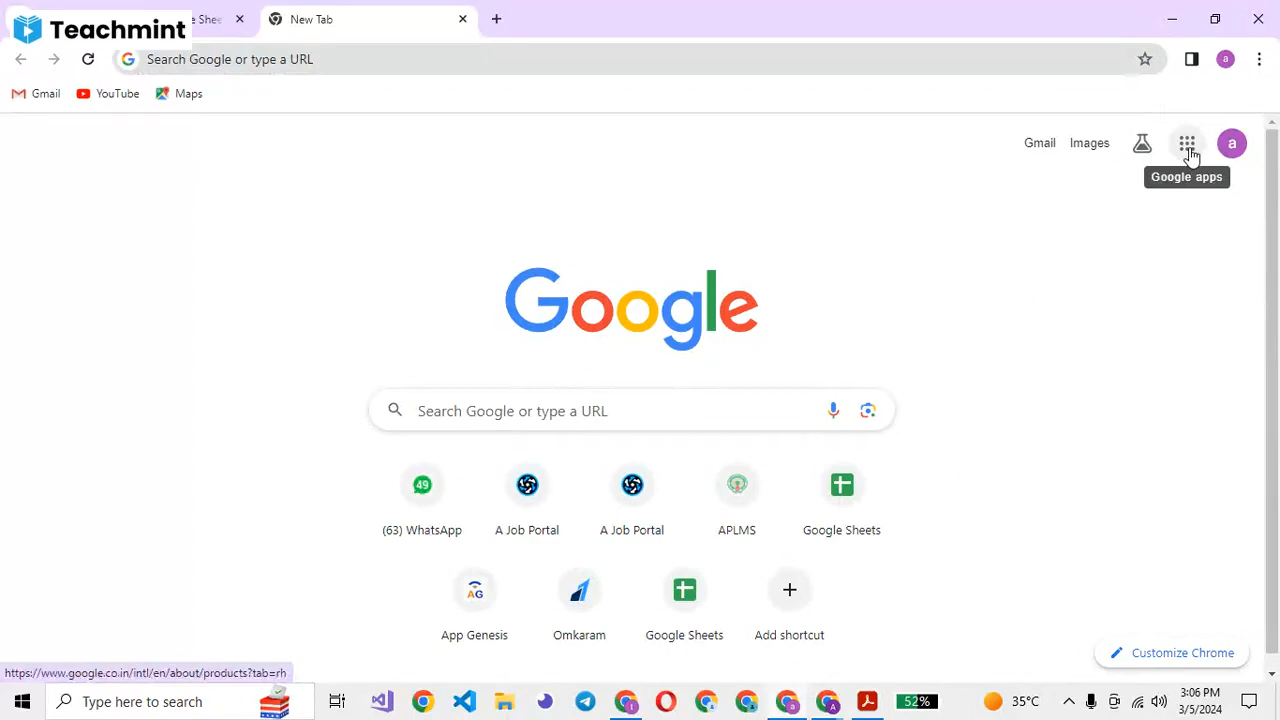 Teachmint
e Shee
New Tab
Search Google or type a URL
a
Gmail
YouTube
Maps
Gmail
Images
a
Google apps
Google
Search Google or type a URL
49
(63) WhatsApp
A Job Portal
A Job Portal
APLMS
Google Sheets
AG
App Genesis
Omkaram
Google Sheets
Add shortcut
Customize Chrome
https://www.google.co.in/intl/en/about/products?tab=rh
Type here to search
52%
35°C
3:06 PM
3/5/2024